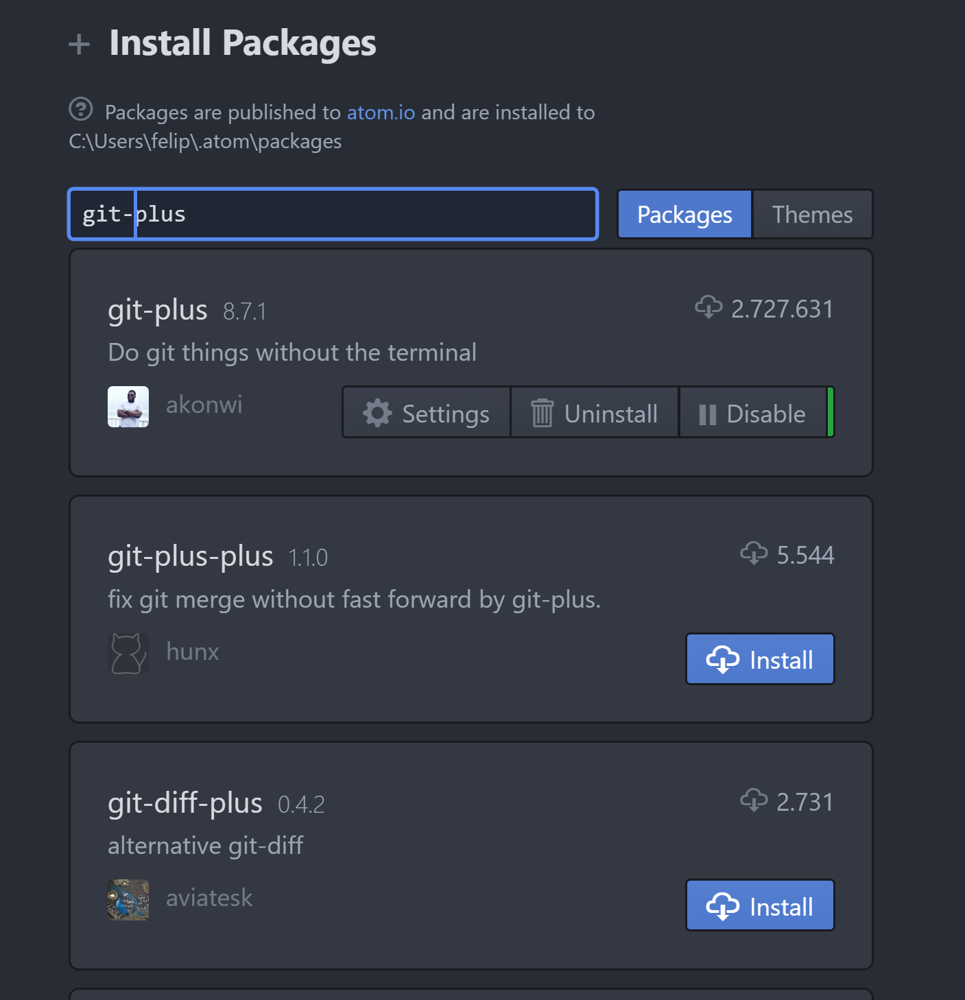 Install Packages
Packages are published to atom.io and are installed to
C:\Users\felip\.atom\packages
git-plus
Packages
Themes
git-plus 8.7.1
2.727.631
Do git things without the terminal
akonwi
Settings
Uninstall
Disable
git-plus-plus 1.1.0
5.544
fix git merge without fast forward by git-plus.
hunx
Install
git-diff-plus 0.4.2
2.731
alternative git-diff
aviatesk
Install